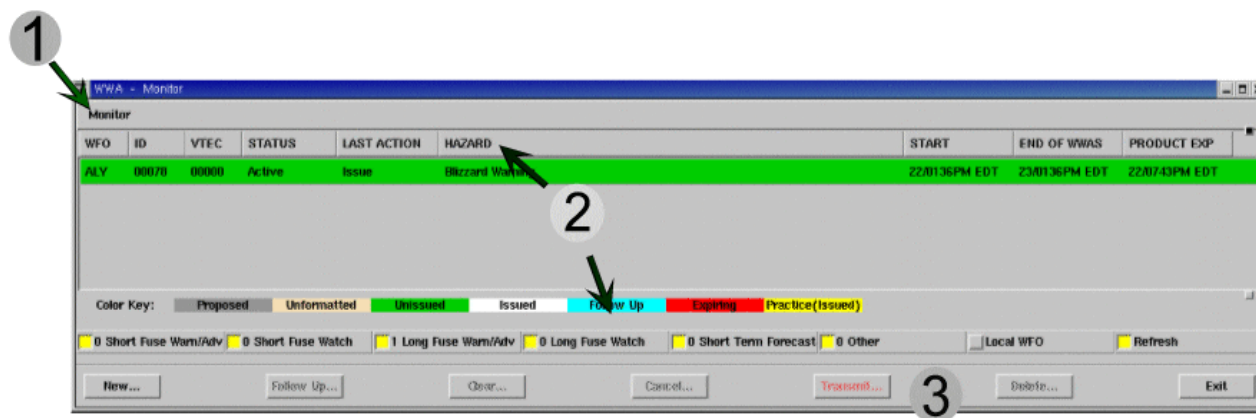 1
WWA - Monitor
Monitor
WFO ID VTEC STATUS LAST ACTION HAZARD START END OF WWAS PRODUCT EXP
ALY 00070 00000 Active Issue Blizzard Warning 22/0136PM EDT 23/0136PM EDT 22/0743PM EDT
2
Color Key: Proposed Unformatted Unissued Issued Follow Up Expiring Practice(Issued)
0 Short Fuse Warn/Adv 0 Short Fuse Watch 1 Long Fuse Warn/Adv 0 Long Fuse Watch 0 Short Term Forecast 0 Other Local WFO Refresh
New... Follow Up... Clear... Cancel... Transmit... 3 Delete... Exit